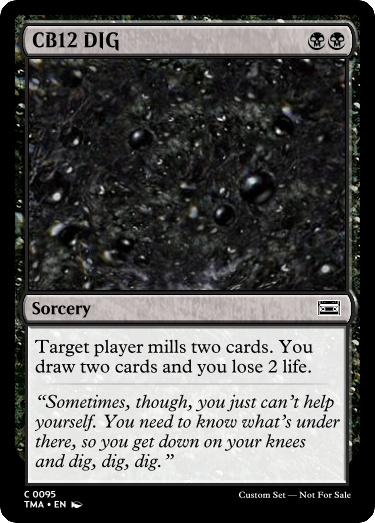 CB12 DIG
Sorcery
Target player mills two cards. You
draw two cards and you lose 2 life.
“Sometimes, though, you just can’t help
yourself. You need to know what’s under
there, so you get down on your knees
and dig, dig, dig.”
C 0095
TMA • EN
Custom Set — Not For Sale